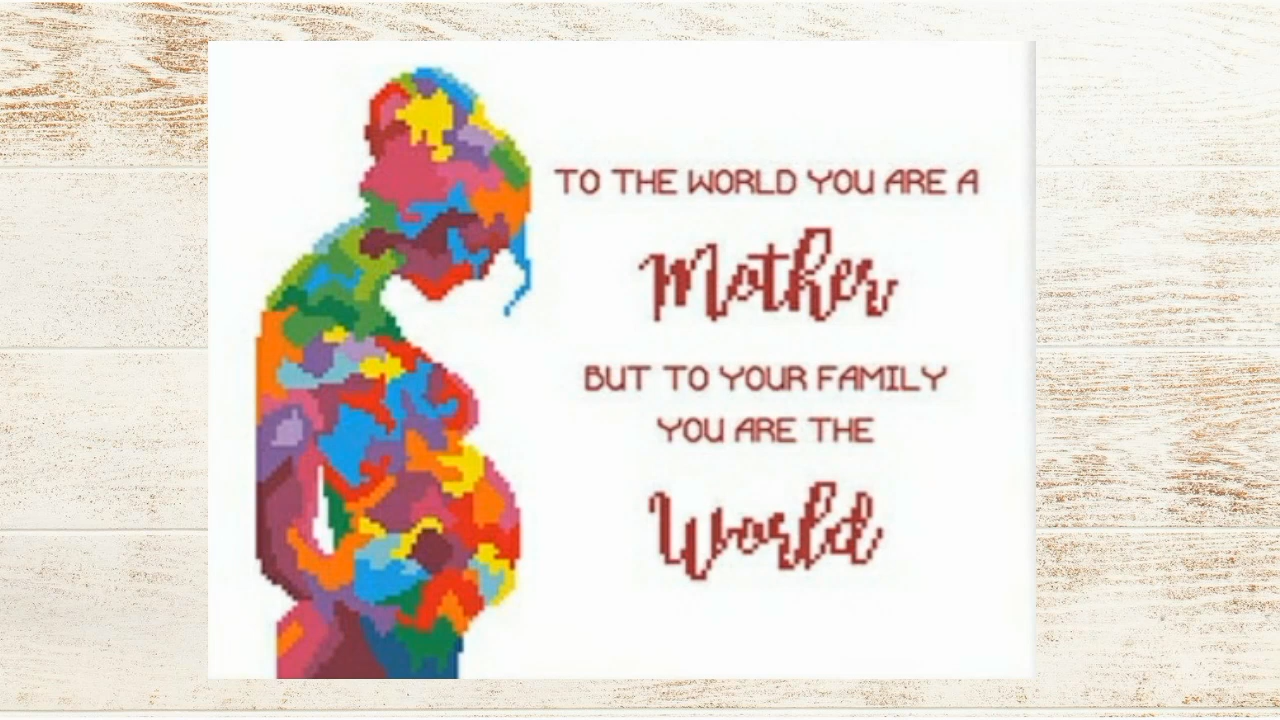 TO THE WORLD YOU ARE A
Mother
BUT TO YOUR FAMILY
YOU ARE THE
World